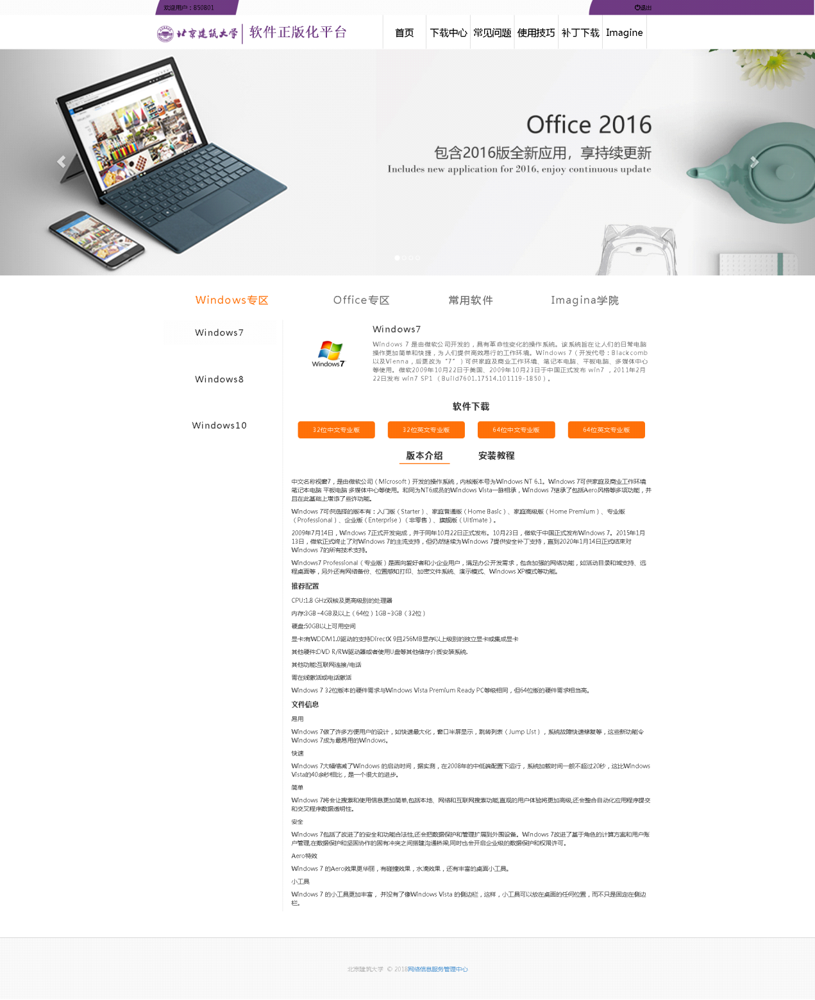 欢迎用户：850801
退出
北京建筑大学
软件正版化平台
首页 下载中心 常见问题 使用技巧 补丁下载 Imagine
Office 2016
包含2016版全新应用，享持续更新
Includes new application for 2016, enjoy continuous update
Windows专区 Office专区 常用软件 Imagina学院
Windows7
Windows8
Windows10
Windows7
Windows7
Windows 7 是由微软公司开发的，具有革命性变化的操作系统。该系统旨在让人们的日常电脑
操作更加简单和快捷，为人们提供高效易行的工作环境。Windows 7（开发代号：Blackcomb
以及Vienna，后更改为“7”）可供家庭及商业工作环境、笔记本电脑、平板电脑、多媒体中心
等使用。微软2009年10月22日于美国、2009年10月23日于中国正式发布 win7 ，2011年2月
22日发布 win7 SP1 （Build7601.17514.101119-1850）。
软件下载
32位中文专业版 32位英文专业版 64位中文专业版 64位英文专业版
版本介绍 安装教程
中文名称视窗7，是由微软公司（Microsoft）开发的操作系统，内核版本号为Windows NT 6.1。Windows 7可供家庭及商业工作环境
笔记本电脑 平板电脑 多媒体中心等使用。和同为NT6成员的Windows Vista一脉相承，Windows 7继承了包括Aero风格等多项功能，并
且在此基础上增添了些许功能。
Windows 7可供选择的版本有：入门版（Starter）、家庭普通版（Home Basic）、家庭高级版（Home Premium）、专业版
（Professional）、企业版（Enterprise）（非零售）、旗舰版（Ultimate）。
2009年7月14日，Windows 7正式开发完成，并于同年10月22日正式发布。10月23日，微软于中国正式发布Windows 7。2015年1月
13日，微软正式终止了对Windows 7的主流支持，但仍然继续为Windows 7提供安全补丁支持，直到2020年1月14日正式结束对
Windows 7的所有技术支持。
Windows7 Professional（专业版）是面向爱好者和小企业用户，满足办公开发需求，包含加强的网络功能，如活动目录和域支持、远
程桌面等，另外还有网络备份、位置感知打印、加密文件系统、演示模式、Windows XP模式等功能。
推荐配置
CPU:1.8 GHz双核及更高级别的处理器
内存:3GB~4GB及以上（64位）1GB~3GB（32位）
硬盘:50GB以上可用空间
显卡:有WDDM1.0驱动的支持DirectX 9且256MB显存以上级别的独立显卡或集成显卡
其他硬件:DVD R/RW驱动器或者使用U盘等其他储存介质安装系统.
其他功能:互联网连接/电话
需在线激活或电话激活
Windows 7 32位版本的硬件需求与Windows Vista Premium Ready PC等级相同，但64位版的硬件需求相当高。
文件信息
易用
Windows 7做了许多方便用户的设计，如快速最大化，窗口半屏显示，跳转列表（Jump List），系统故障快速修复等，这些新功能令
Windows 7成为最易用的Windows。
快速
Windows 7大幅缩减了Windows 的启动时间，据实测，在2008年的中低端配置下运行，系统加载时间一般不超过20秒，这比Windows
Vista的40余秒相比，是一个很大的进步。
简单
Windows 7将会让搜索和使用信息更加简单,包括本地、网络和互联网搜索功能,直观的用户体验将更加高级,还会整合自动化应用程序提交
和交叉程序数据透明性。
安全
Windows 7包括了改进了的安全和功能合法性,还会把数据保护和管理扩展到外围设备。Windows 7改进了基于角色的计算方案和用户账
户管理,在数据保护和坚固协作的固有冲突之间搭建沟通桥梁,同时也会开启企业级的数据保护和权限许可。
Aero特效
Windows 7 的Aero效果更华丽，有碰撞效果，水滴效果，还有丰富的桌面小工具。
小工具
Windows 7 的小工具更加丰富， 并没有了像Windows Vista 的侧边栏，这样，小工具可以放在桌面的任何位置，而不只是固定在侧边
栏。
北京建筑大学 © 2018网络信息服务管理中心